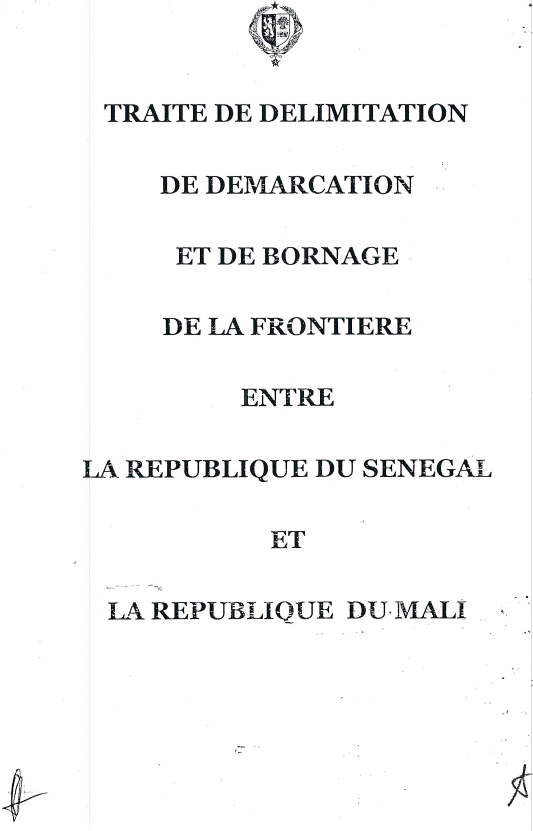 TRAITE DE DELIMITATION
DE DEMARCATION
ET DE BORNAGE
DE LA FRONTIERE
ENTRE
LA REPUBLIQUE DU SENEGAL
ET
LA REPUBLIQUE DU MALI